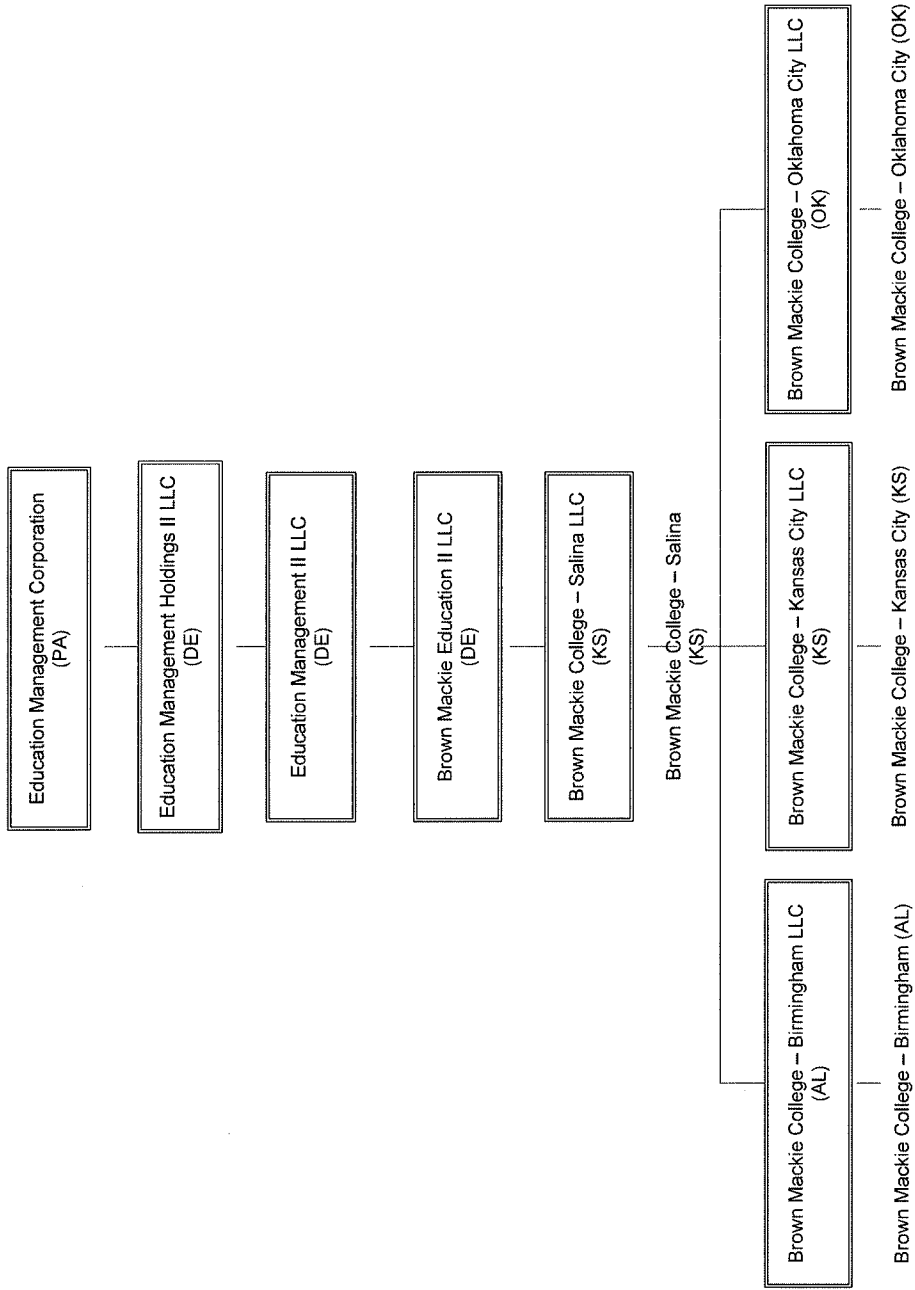 Education Management Corporation
(PA)
Education Management Holdings II LLC
(DE)
Education Management II LLC
(DE)
Brown Mackie Education II LLC
(DE)
Brown Mackie College – Salina LLC
(KS)
Brown Mackie College – Salina
(KS)
Brown Mackie College – Birmingham LLC
(AL)
Brown Mackie College – Kansas City LLC
(KS)
Brown Mackie College – Oklahoma City LLC
(OK)
Brown Mackie College – Birmingham (AL)
Brown Mackie College – Kansas City (KS)
Brown Mackie College – Oklahoma City (OK)